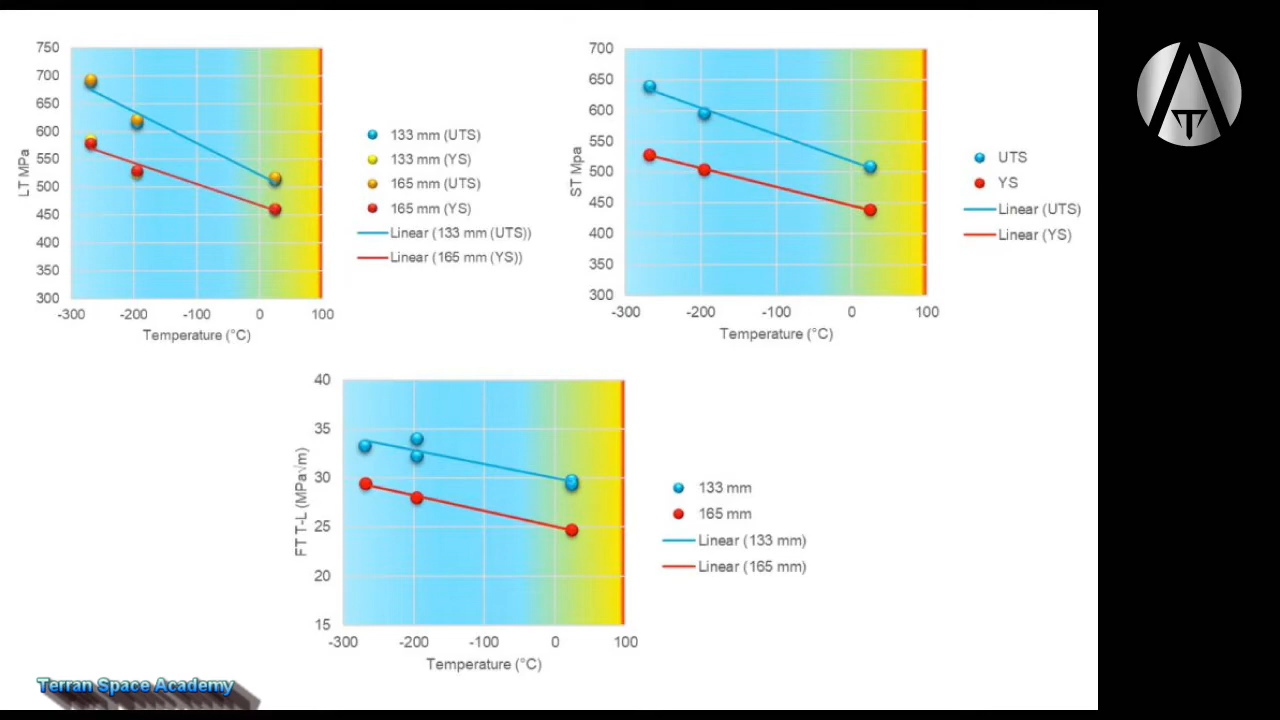 750
700
650
600
550
500
450
400
350
300
LT MPa
-300 -200 -100 0 100
Temperature (°C)
133 mm (UTS)
133 mm (YS)
165 mm (UTS)
165 mm (YS)
Linear (133 mm (UTS))
Linear (165 mm (YS))
700
650
600
550
500
450
400
350
300
ST Mpa
-300 -200 -100 0 100
Temperature (°C)
UTS
YS
Linear (UTS)
Linear (YS)
40
35
30
25
20
15
FT T-L (MPa√m)
-300 -200 -100 0 100
Temperature (°C)
133 mm
165 mm
Linear (133 mm)
Linear (165 mm)
Terran Space Academy